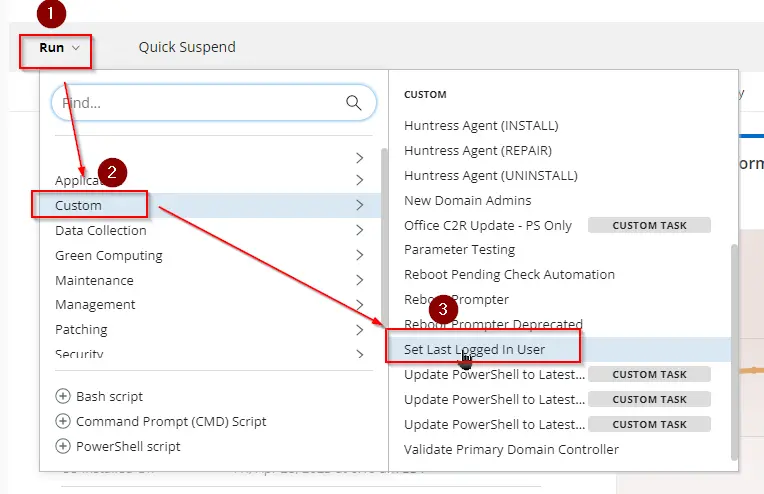 1
Run
Quick Suspend
Find...
2
Custom
Data Collection
Green Computing
Maintenance
Management
Patching
Security
Bash script
Command Prompt (CMD) Script
PowerShell script
CUSTOM
Huntress Agent (INSTALL)
Huntress Agent (REPAIR)
Huntress Agent (UNINSTALL)
New Domain Admins
Office C2R Update - PS Only CUSTOM TASK
Parameter Testing
Reboot Pending Check Automation
Reboot Prompter
3
Reboot Prompter Deprecated
Set Last Logged In User
Update PowerShell to Latest... CUSTOM TASK
Update PowerShell to Latest... CUSTOM TASK
Update PowerShell to Latest... CUSTOM TASK
Validate Primary Domain Controller